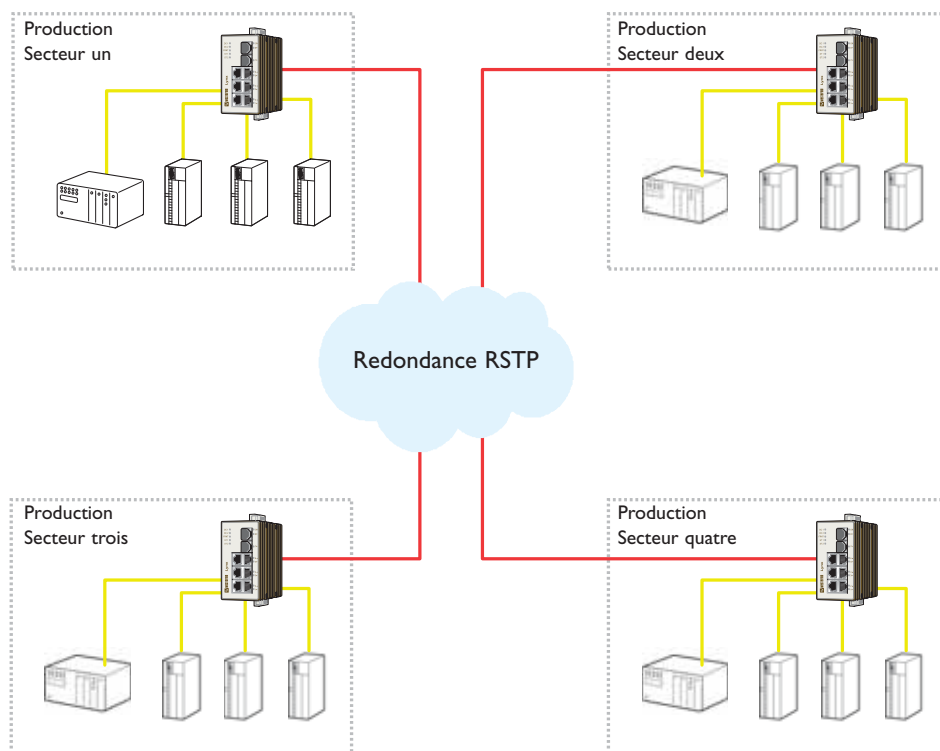 Production
Secteur un
Production
Secteur deux
Redondance RSTP
Production
Secteur trois
Production
Secteur quatre